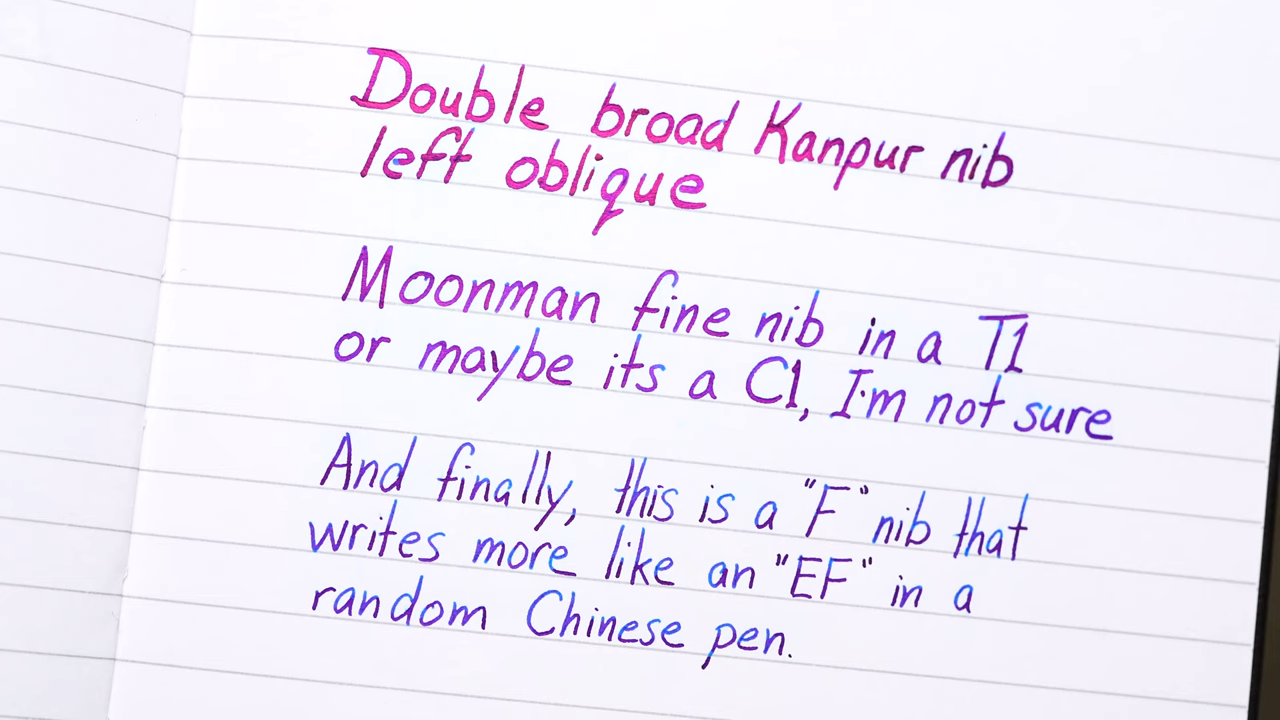 Double broad Kanpur nib
left oblique
Moonman fine nib in a T1
or maybe its a C1, I'm not sure
And finally, this is a "F" nib that
writes more like an "EF" in a
random Chinese pen.